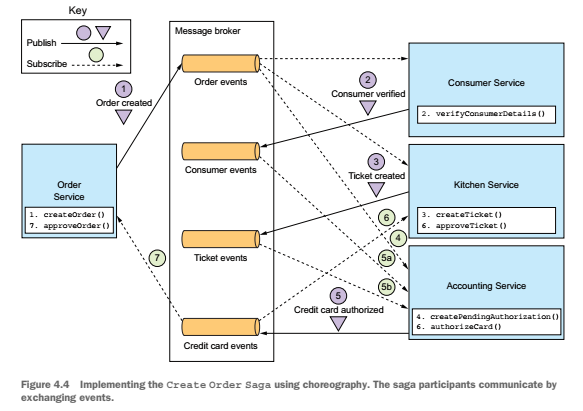 Key
Publish
Subscribe
Message broker
Order events
Consumer events
Ticket events
Credit card events
1
Order created
2
Consumer verified
3
Ticket created
6
4
5a
5b
5
Credit card authorized
7
Order
Service
1. createOrder()
7. approveOrder()
Consumer Service
2. verifyConsumerDetails()
Kitchen Service
3. createTicket()
6. approveTicket()
Accounting Service
4. createPendingAuthorization()
6. authorizeCard()
Figure 4.4 Implementing the Create Order Saga using choreography. The saga participants communicate by
exchanging events.